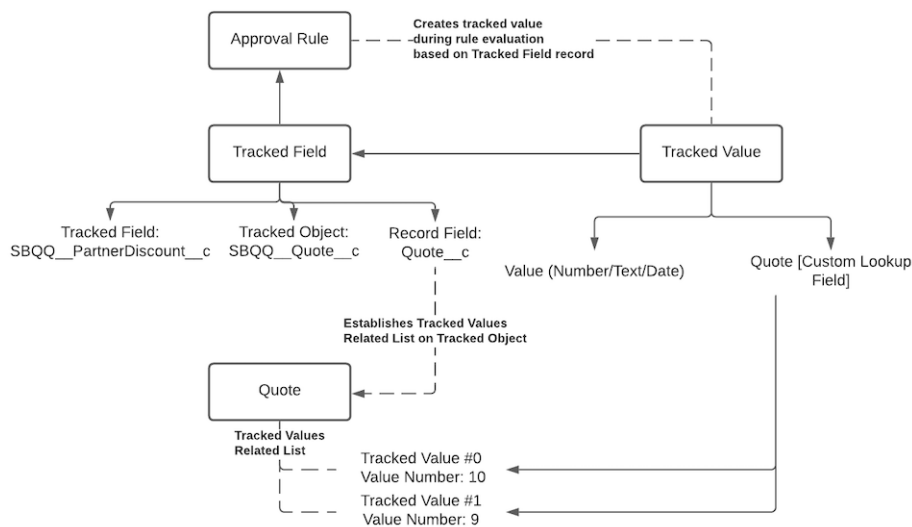 Approval Rule
Creates tracked value
during rule evaluation
based on Tracked Field record
Tracked Field
Tracked Value
Tracked Field:
SBQQ__PartnerDiscount__c
Tracked Object:
SBQQ__Quote__c
Record Field:
Quote__c
Value (Number/Text/Date)
Quote [Custom Lookup
Field]
Establishes Tracked Values
Related List on Tracked Object
Quote
Tracked Values
Related List
Tracked Value #0
Value Number: 10
Tracked Value #1
Value Number: 9